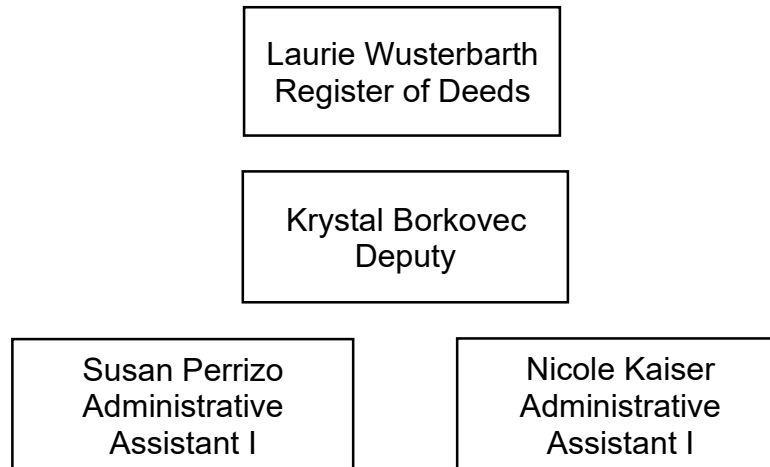 Laurie Wusterbarth
Register of Deeds
Krystal Borkovec
Deputy
Susan Perrizo
Administrative
Assistant I
Nicole Kaiser
Administrative
Assistant I